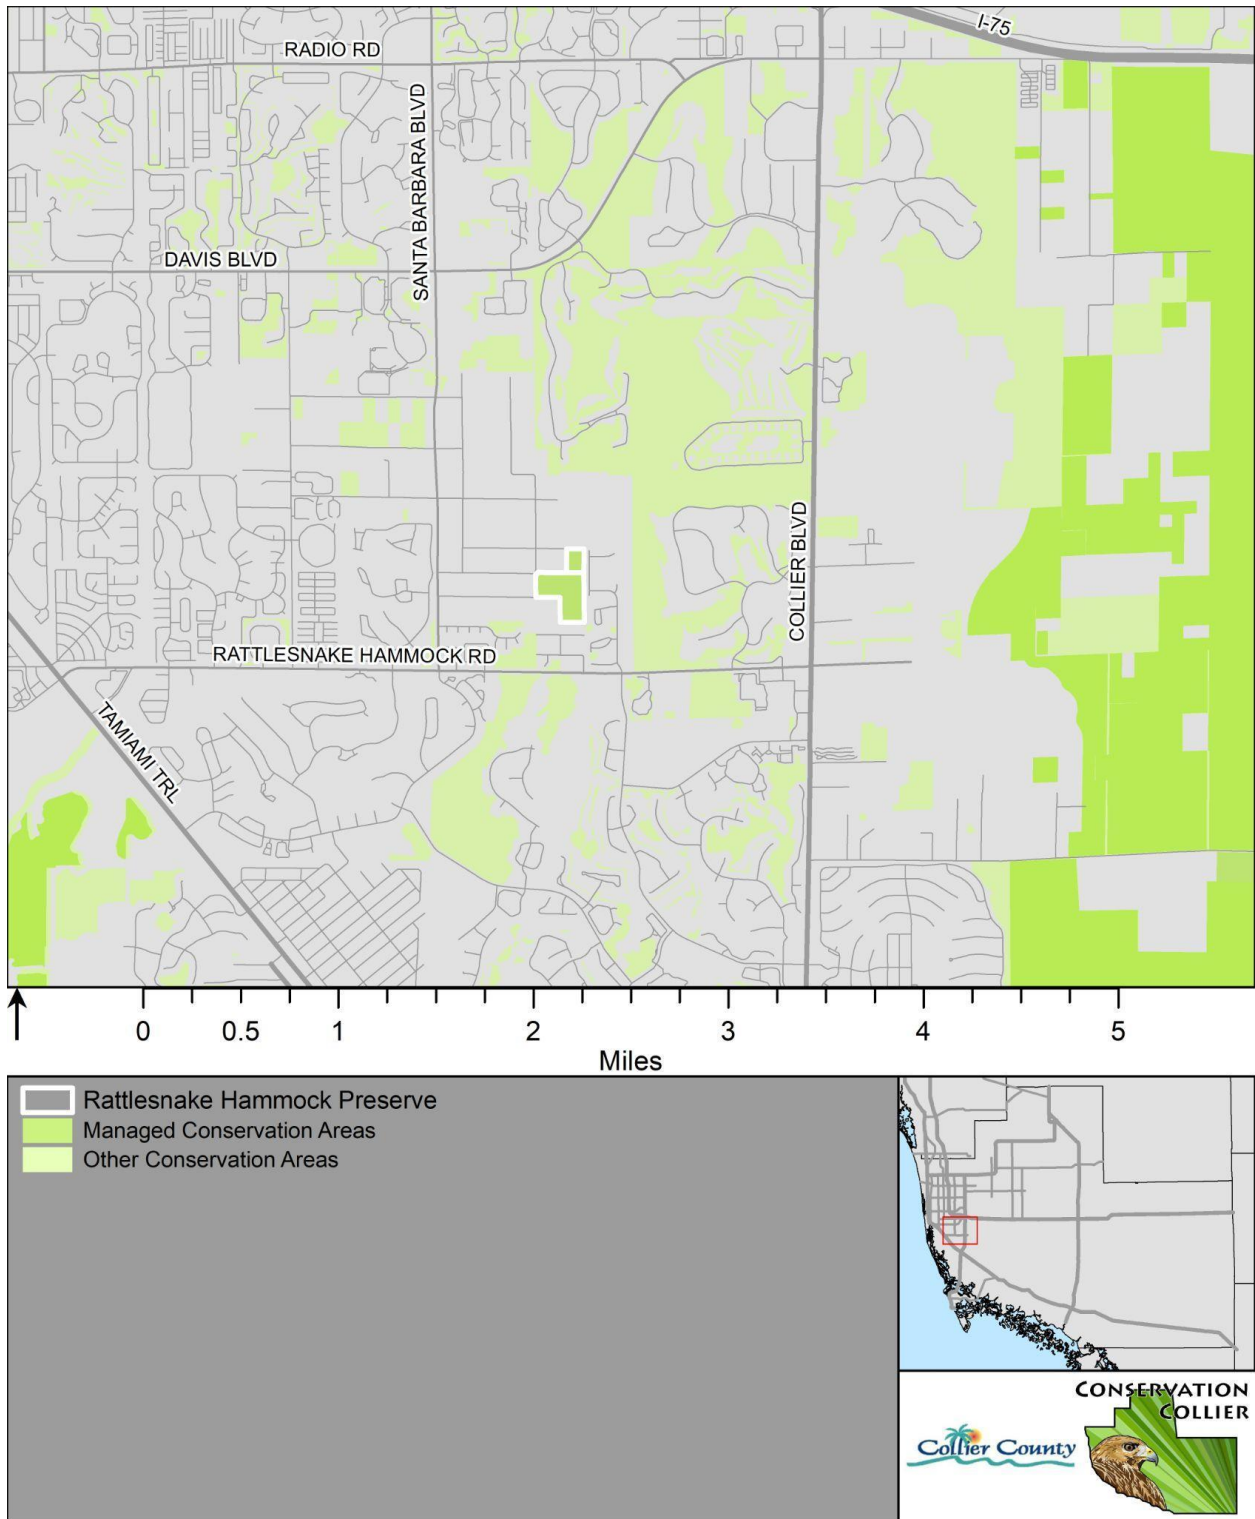 I-75
RADIO RD
SANTA BARBARA BLVD
DAVIS BLVD
COLLIER BLVD
RATTLESNAKE HAMMOCK RD
TAMIAMI TRL
0 0.5 1 2 3 4 5
Miles
Rattlesnake Hammock Preserve
Managed Conservation Areas
Other Conservation Areas
CONSERVATION
COLLIER
Collier County